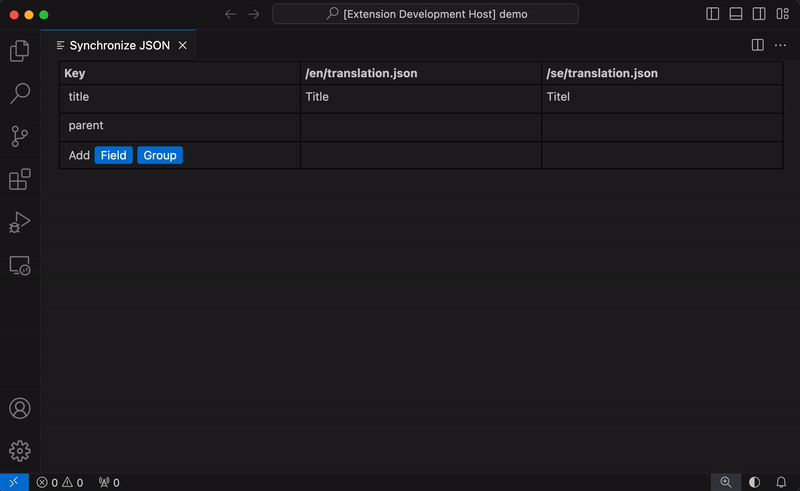 [Extension Development Host] demo
Synchronize JSON
Key /en/translation.json /se/translation.json
title Title Titel
parent
Add Field Group
0 0 0